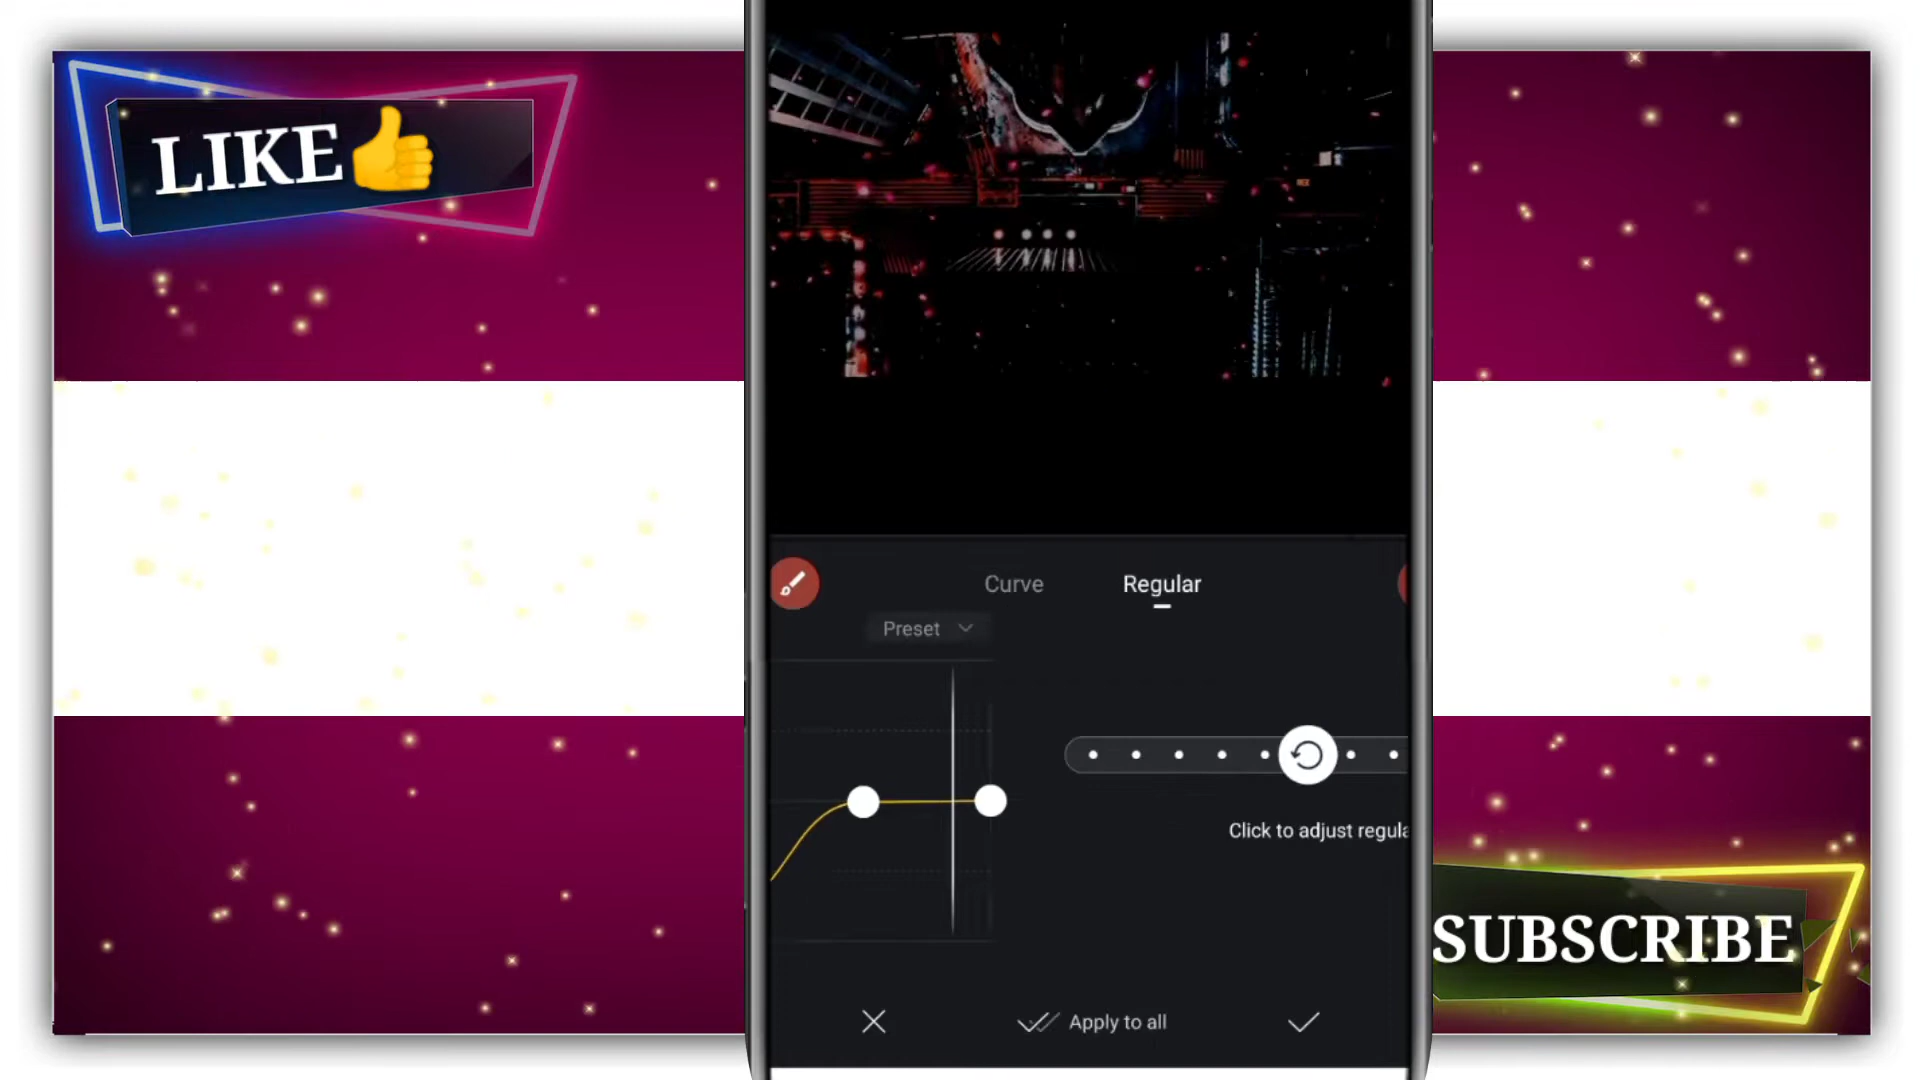 LIKE👍
Curve Regular
Preset
Click to adjust regula
SUBSCRIBE
Apply to all